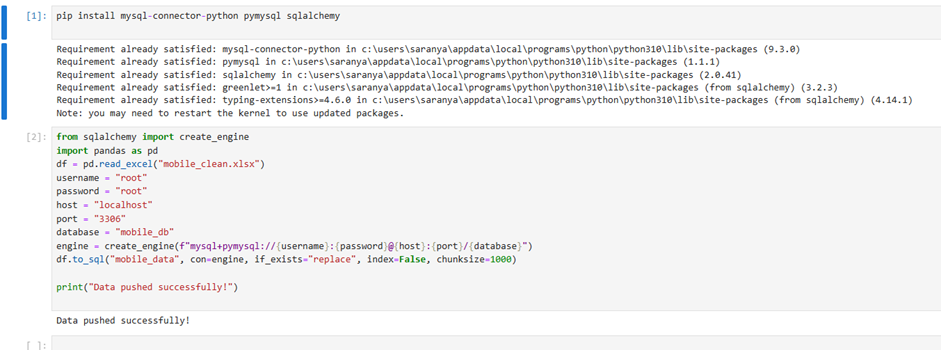 [1]: pip install mysql-connector-python pymysql sqlalchemy
Requirement already satisfied: mysql-connector-python in c:\users\saranya\appdata\local\programs\python\python310\lib\site-packages (9.3.0)
Requirement already satisfied: pymysql in c:\users\saranya\appdata\local\programs\python\python310\lib\site-packages (1.1.1)
Requirement already satisfied: sqlalchemy in c:\users\saranya\appdata\local\programs\python\python310\lib\site-packages (2.0.41)
Requirement already satisfied: greenlet>=1 in c:\users\saranya\appdata\local\programs\python\python310\lib\site-packages (from sqlalchemy) (3.2.3)
Requirement already satisfied: typing-extensions>=4.6.0 in c:\users\saranya\appdata\local\programs\python\python310\lib\site-packages (from sqlalchemy) (4.14.1)
Note: you may need to restart the kernel to use updated packages.
[2]: from sqlalchemy import create_engine
import pandas as pd
df = pd.read_excel("mobile_clean.xlsx")
username = "root"
password = "root"
host = "localhost"
port = "3306"
database = "mobile_db"
engine = create_engine(f"mysql+pymysql://{username}:{password}@{host}:{port}/{database}")
df.to_sql("mobile_data", con=engine, if_exists="replace", index=False, chunksize=1000)
print("Data pushed successfully!")
Data pushed successfully!
[ ]: